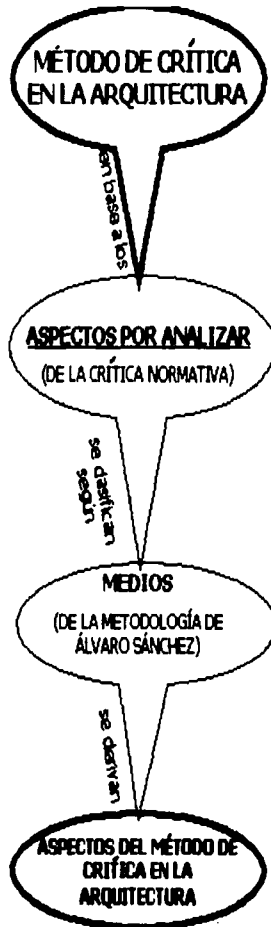 MÉTODO DE CRÍTICA
EN LA ARQUITECTURA
en base a los
ASPECTOS POR ANALIZAR
(DE LA CRÍTICA NORMATIVA)
se clasifican
según
MEDIOS
(DE LA METODOLOGÍA DE
ÁLVARO SÁNCHEZ)
se derivan
ASPECTOS DEL MÉTODO DE
CRÍTICA EN LA
ARQUITECTURA